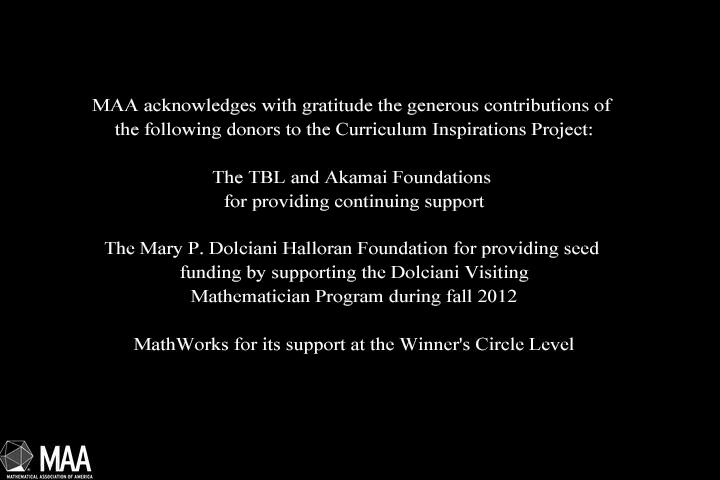 MAA acknowledges with gratitude the generous contributions of
the following donors to the Curriculum Inspirations Project:
The TBL and Akamai Foundations
for providing continuing support
The Mary P. Dolciani Halloran Foundation for providing seed
funding by supporting the Dolciani Visiting
Mathematician Program during fall 2012
MathWorks for its support at the Winner's Circle Level
MAA
MATHEMATICAL ASSOCIATION OF AMERICA